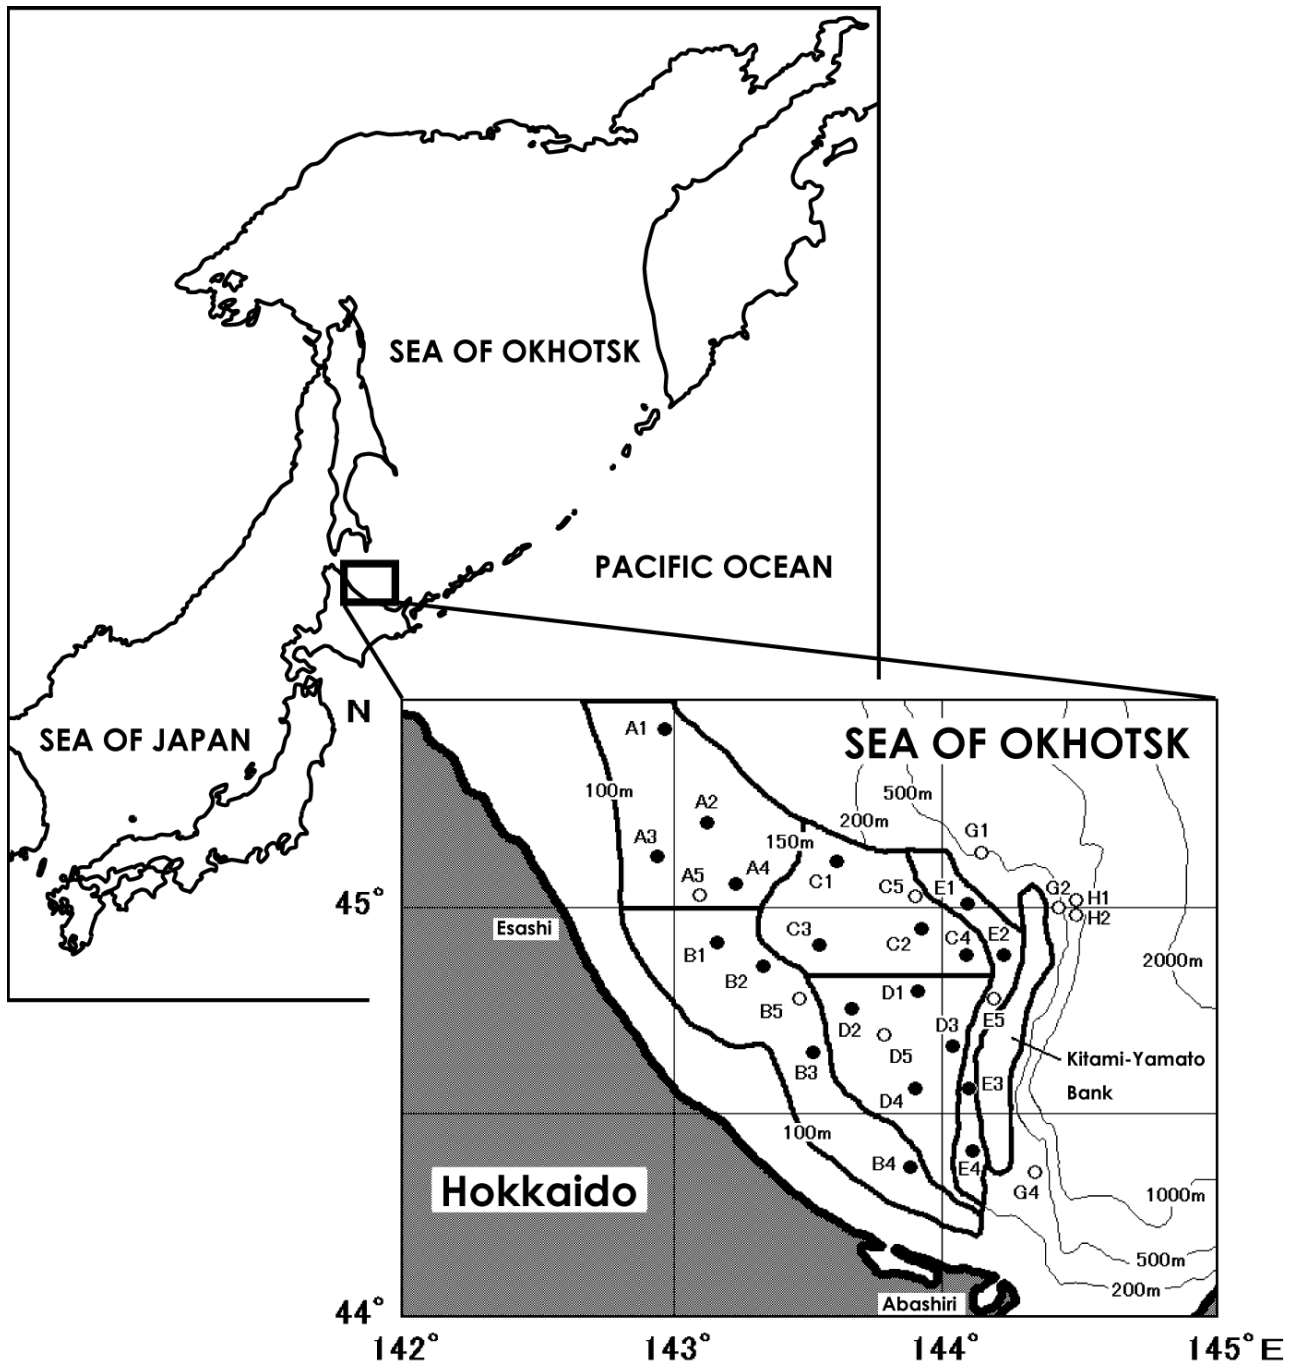 SEA OF OKHOTSK
PACIFIC OCEAN
SEA OF JAPAN
N
SEA OF OKHOTSK
A1
100m
500m
A2
200m
G1
A3
150m
A5
A4
C1
C5
E1
G2
H1
45°
H2
Esashi
C3
C2
C4
E2
B1
B2
2000m
D1
B5
E5
D2
D3
D5
Kitami-Yamato
B3
E3
Bank
D4
100m
B4
E4
Hokkaido
G4
1000m
500m
200m
Abashiri
44°
142°
143°
144°
145°E